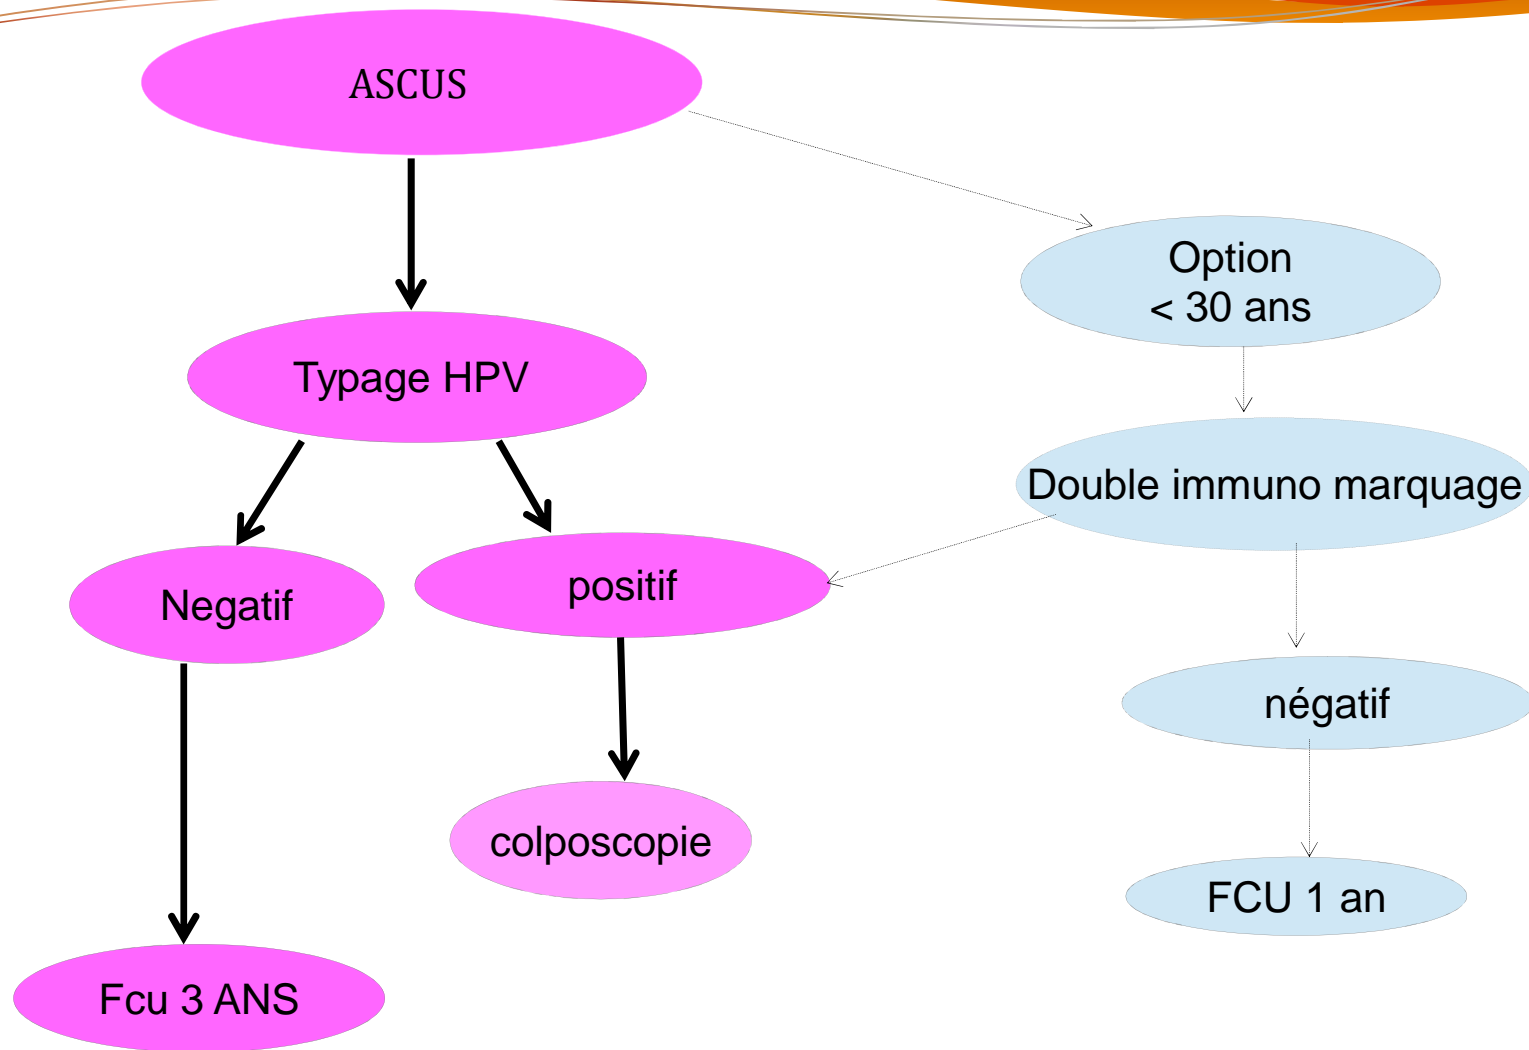 ASCUS
Option
< 30 ans
Typage HPV
Double immuno marquage
Negatif
positif
négatif
colposcopie
FCU 1 an
Fcu 3 ANS